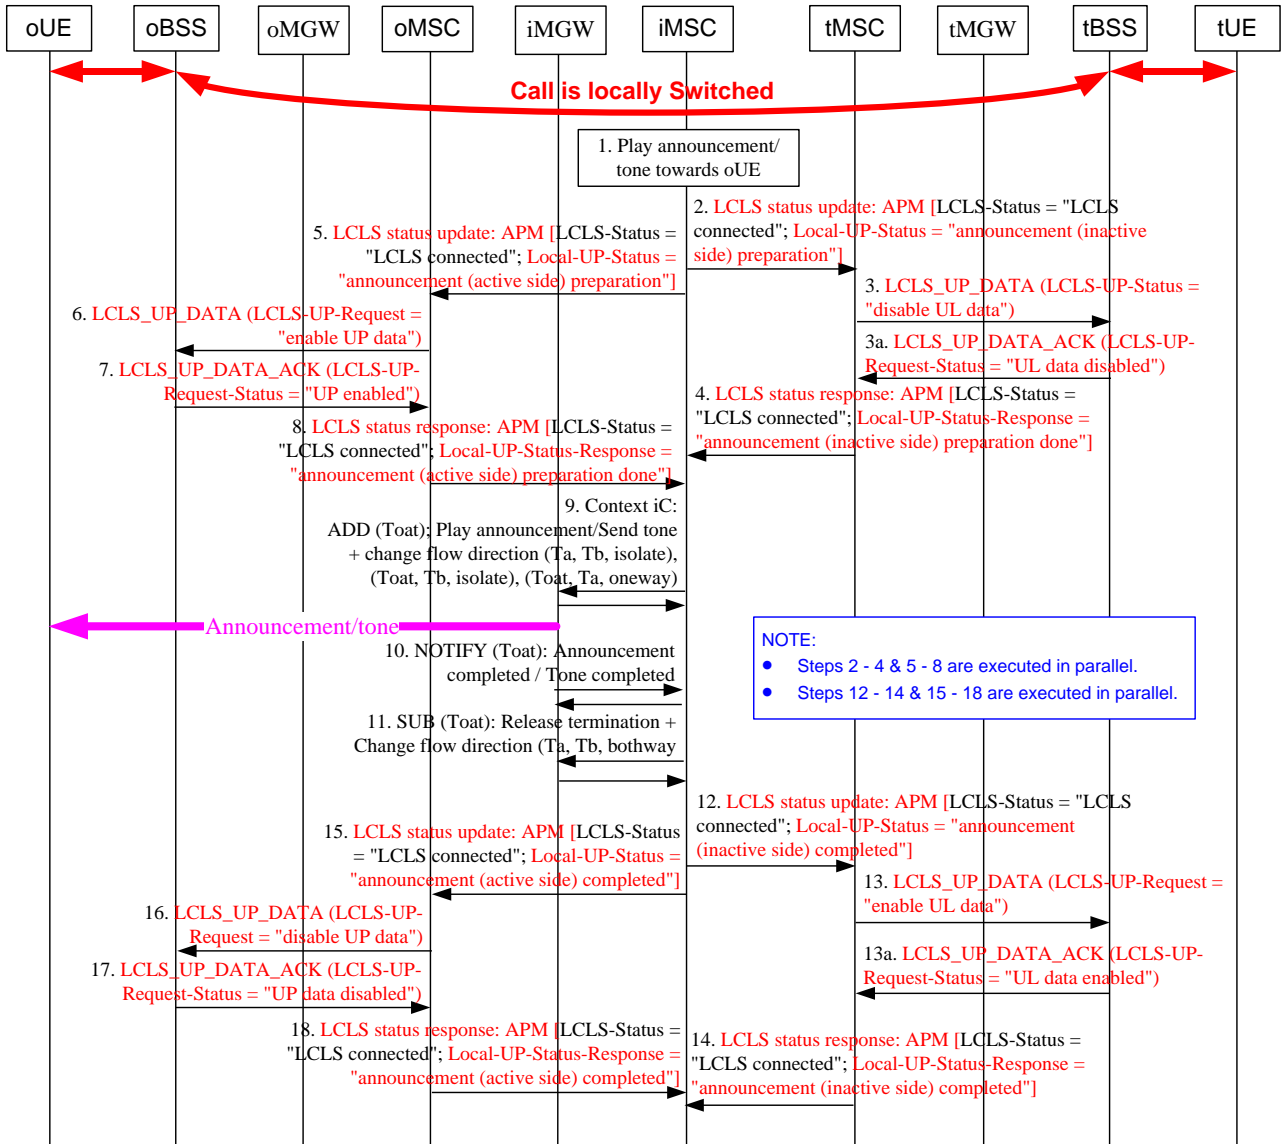 oUE
oBSS
oMGW
oMSC
iMGW
iMSC
tMSC
tMGW
tBSS
tUE
Call is locally Switched
1. Play announcement/
tone towards oUE
2. LCLS status update: APM [LCLS-Status = "LCLS
connected"; Local-UP-Status = "announcement (inactive
side) preparation"]
5. LCLS status update: APM [LCLS-Status =
"LCLS connected"; Local-UP-Status =
"announcement (active side) preparation"]
3. LCLS_UP_DATA (LCLS-UP-Status =
"disable UL data")
6. LCLS_UP_DATA (LCLS-UP-Request =
"enable UP data")
3a. LCLS_UP_DATA_ACK (LCLS-UP-
Request-Status = "UL data disabled")
7. LCLS_UP_DATA_ACK (LCLS-UP-
Request-Status = "UP enabled")
4. LCLS status response: APM [LCLS-Status =
"LCLS connected"; Local-UP-Status-Response =
"announcement (inactive side) preparation done"]
8. LCLS status response: APM [LCLS-Status =
"LCLS connected"; Local-UP-Status-Response =
"announcement (active side) preparation done"]
9. Context iC:
ADD (Toat); Play announcement/Send tone
+ change flow direction (Ta, Tb, isolate),
(Toat, Tb, isolate), (Toat, Ta, oneway)
Announcement/tone
NOTE:
• Steps 2 - 4 & 5 - 8 are executed in parallel.
• Steps 12 - 14 & 15 - 18 are executed in parallel.
10. NOTIFY (Toat): Announcement
completed / Tone completed
11. SUB (Toat): Release termination +
Change flow direction (Ta, Tb, bothway
12. LCLS status update: APM [LCLS-Status = "LCLS
connected"; Local-UP-Status = "announcement
(inactive side) completed"]
15. LCLS status update: APM [LCLS-Status
= "LCLS connected"; Local-UP-Status =
"announcement (active side) completed"]
13. LCLS_UP_DATA (LCLS-UP-Request =
"enable UL data")
16. LCLS_UP_DATA (LCLS-UP-
Request = "disable UP data")
13a. LCLS_UP_DATA_ACK (LCLS-UP-
Request-Status = "UL data enabled")
17. LCLS_UP_DATA_ACK (LCLS-UP-
Request-Status = "UP data disabled")
18. LCLS status response: APM [LCLS-Status =
"LCLS connected"; Local-UP-Status-Response =
"announcement (active side) completed"]
14. LCLS status response: APM [LCLS-Status =
"LCLS connected"; Local-UP-Status-Response =
"announcement (inactive side) completed"]